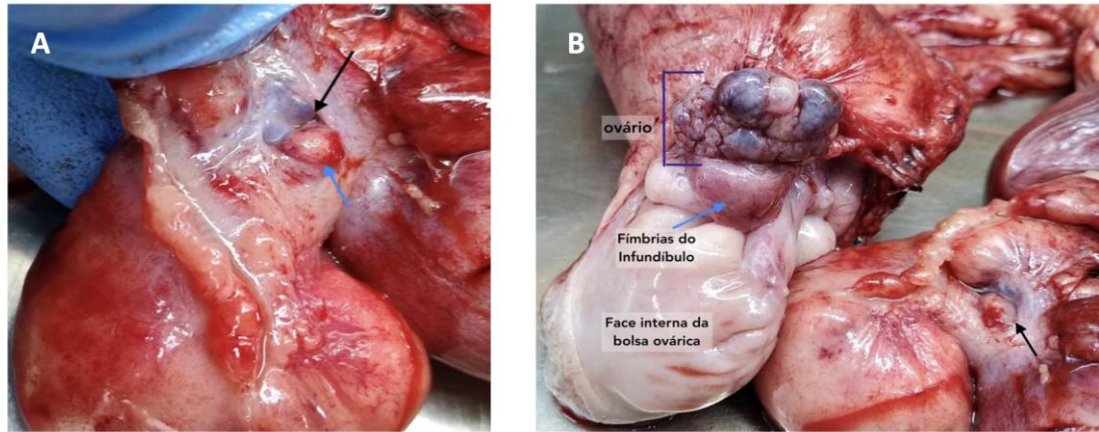 A
B
ovário
Fímbrias do
Infundíbulo
Face interna da
bolsa ovárica